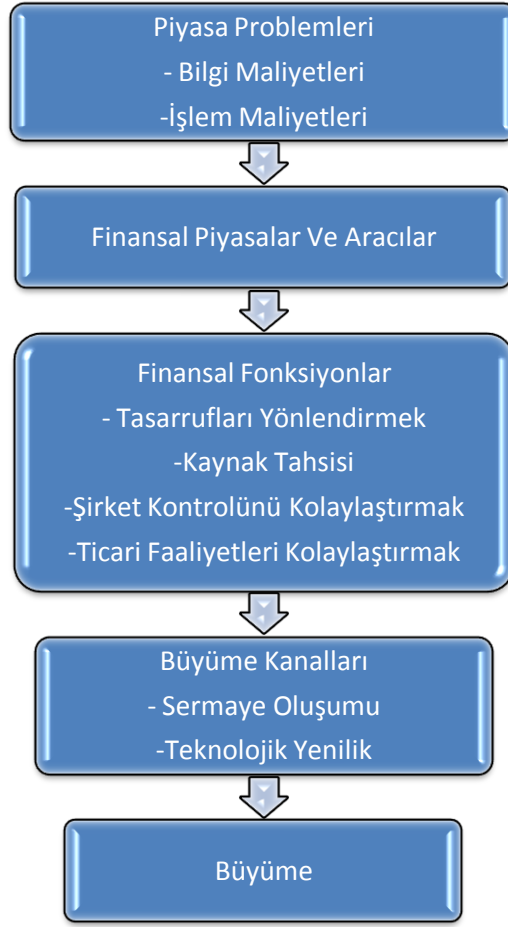 Piyasa Problemleri
- Bilgi Maliyetleri
-İşlem Maliyetleri
Finansal Piyasalar Ve Aracılar
Finansal Fonksiyonlar
- Tasarrufları Yönlendirmek
-Kaynak Tahsisi
-Şirket Kontrolünü Kolaylaştırmak
-Ticari Faaliyetleri Kolaylaştırmak
Büyüme Kanalları
- Sermaye Oluşumu
-Teknolojik Yenilik
Büyüme